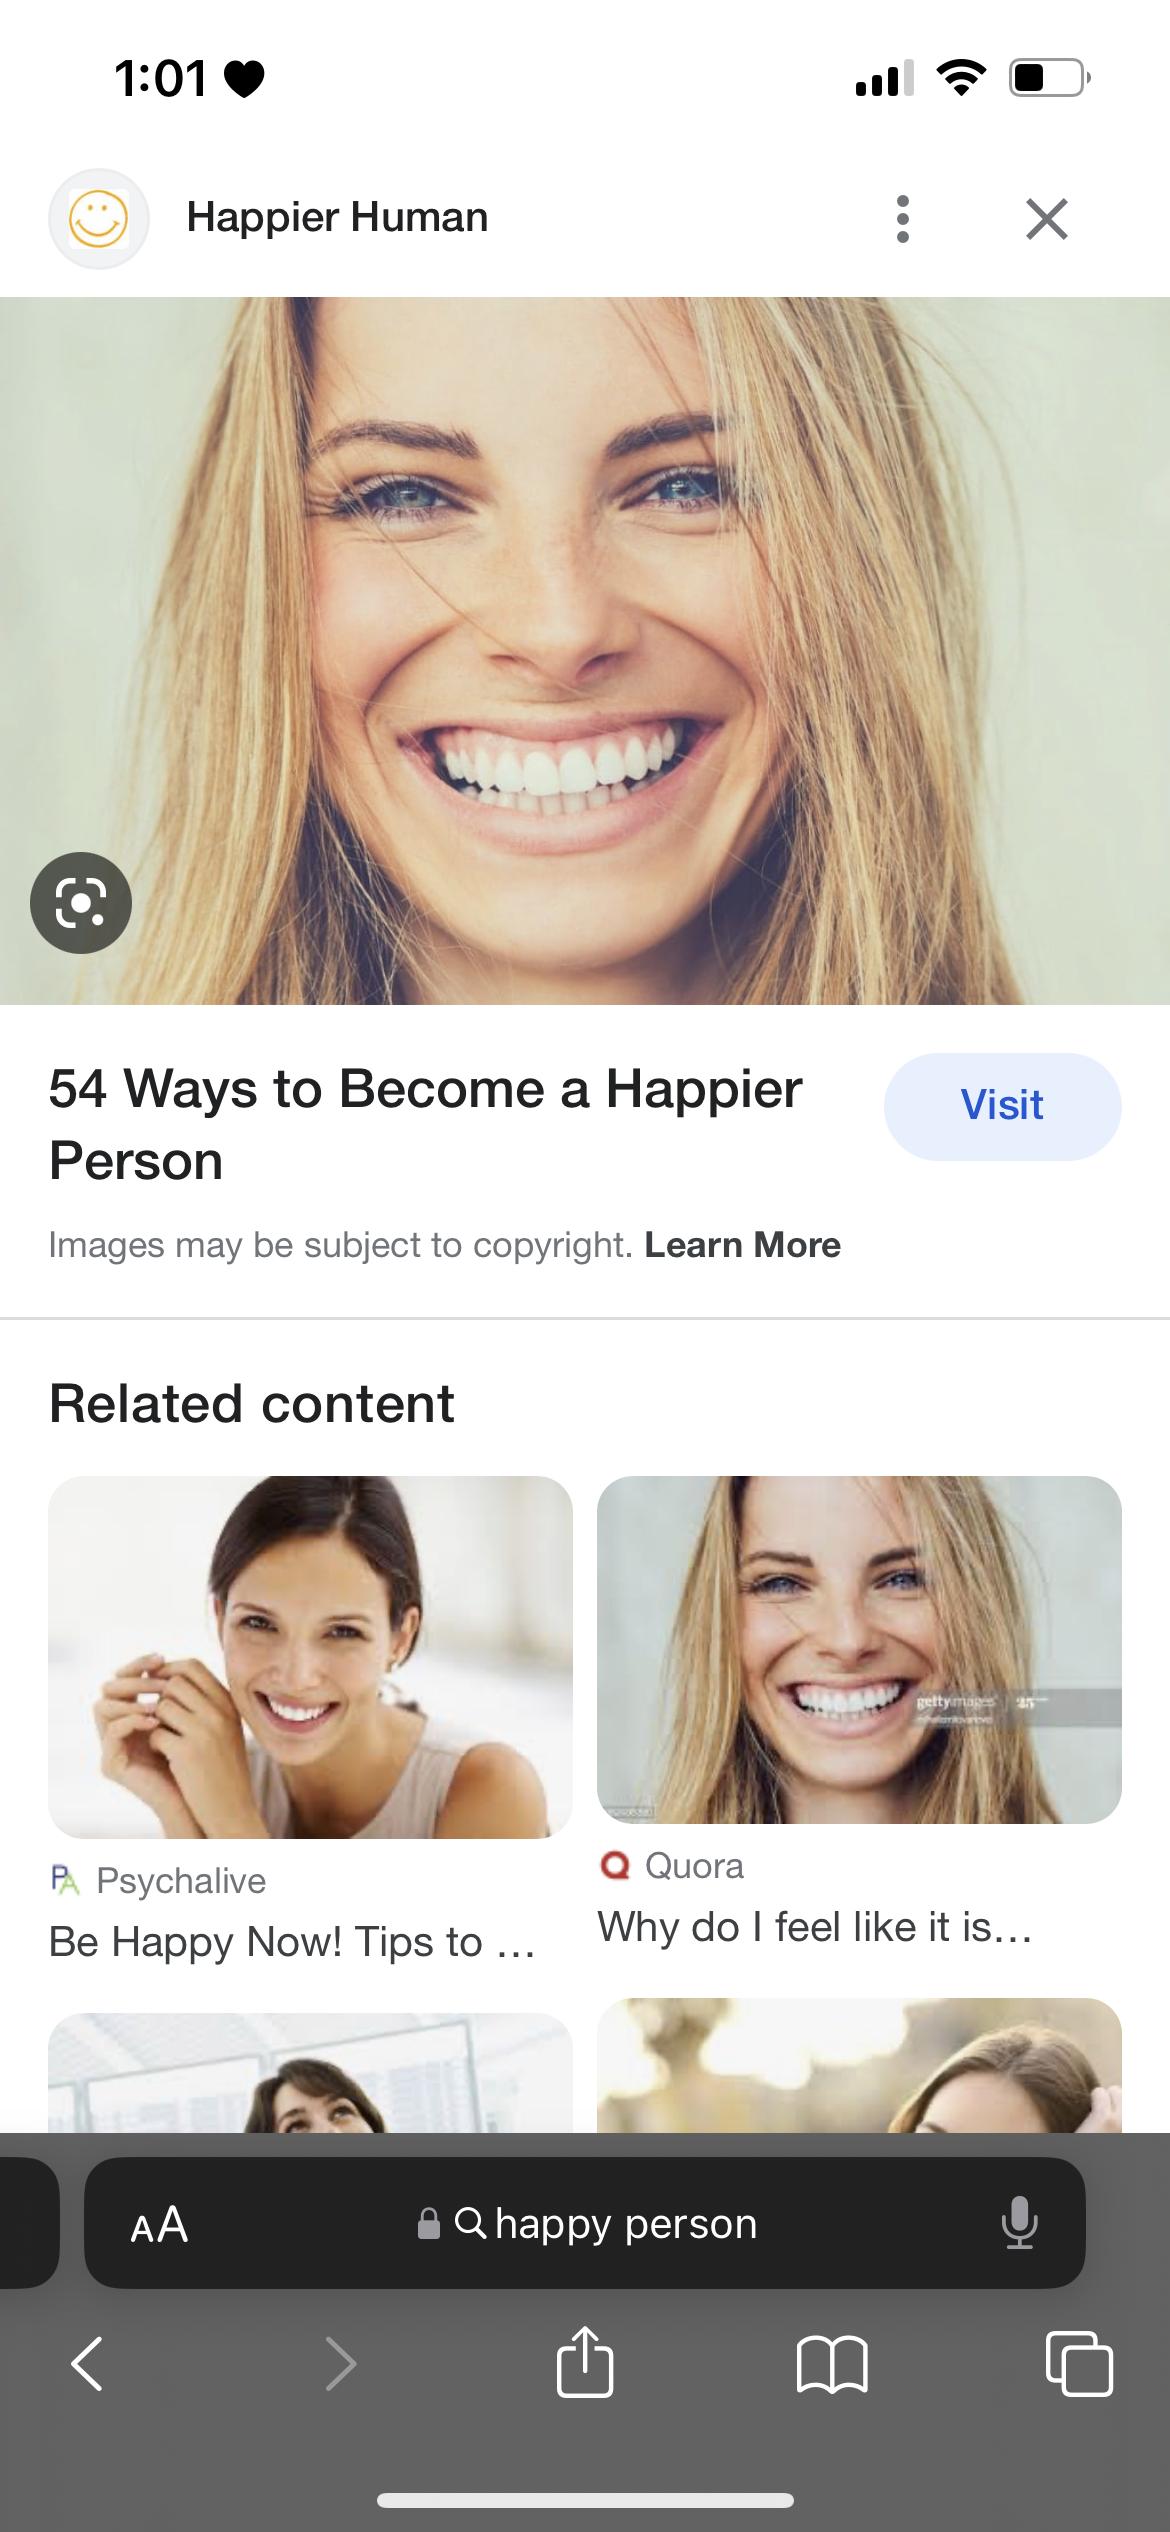 1:01
Happier Human
54 Ways to Become a Happier
Person
Visit
Images may be subject to copyright. Learn More
Related content
gettyimages
Psychalive
Quora
Be Happy Now! Tips to ...
Why do I feel like it is...
AA
happy person